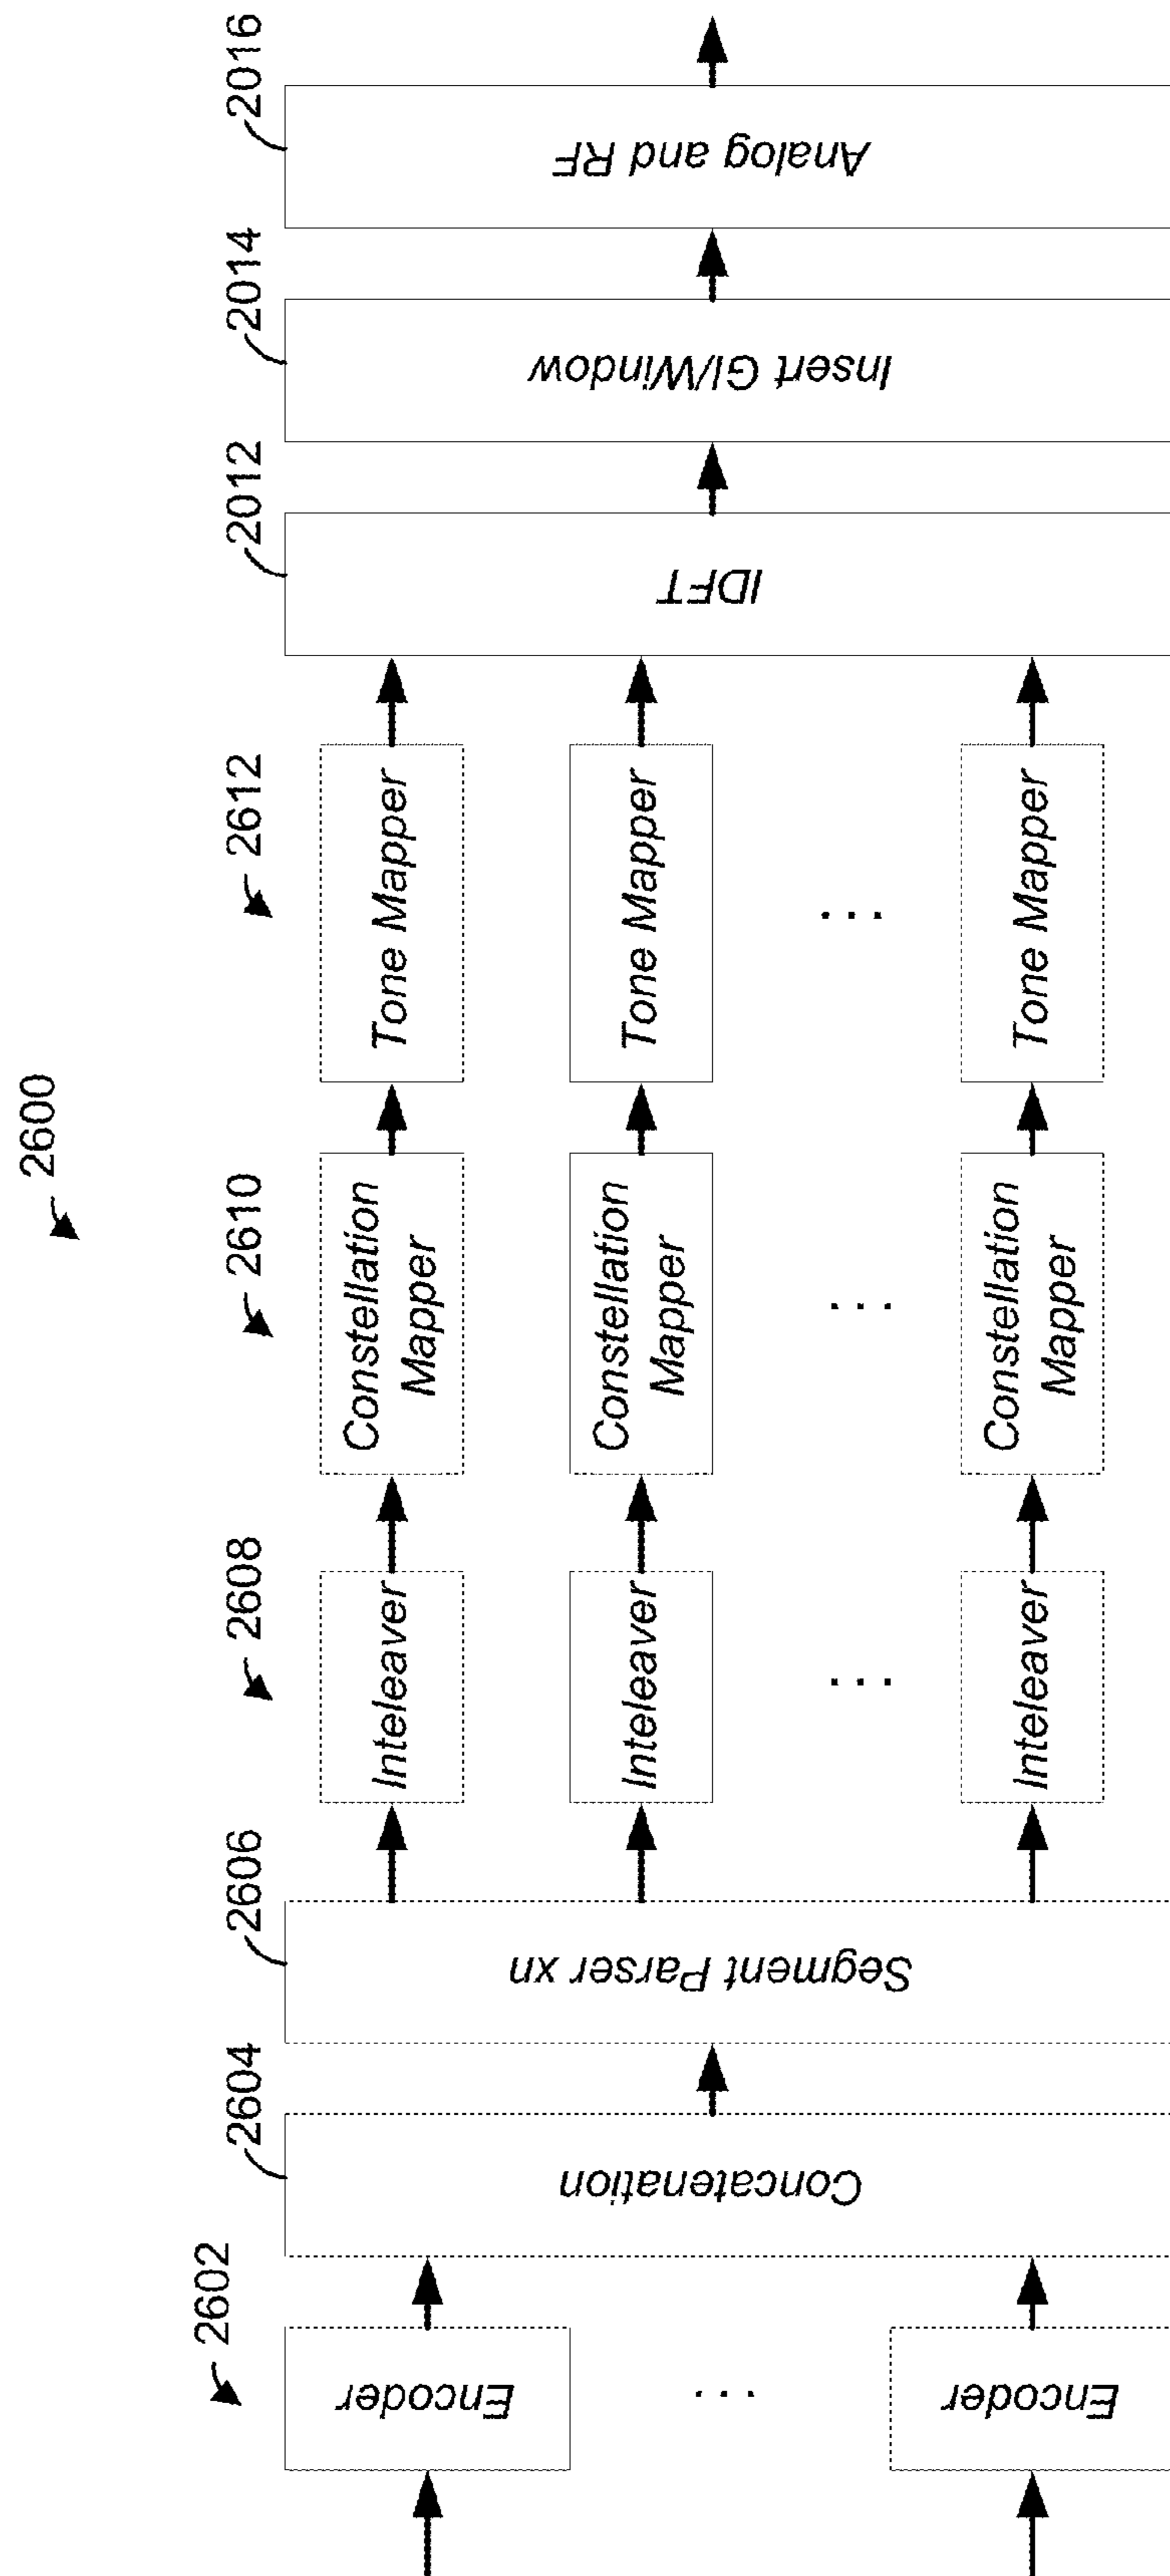 2600
2602
2604
2606
2608
2610
2612
2012
2014
2016
Encoder
...
Encoder
Concatenation
Segment Parser xn
Inteleaver
Inteleaver
...
Inteleaver
Constellation
Mapper
Constellation
Mapper
...
Constellation
Mapper
Tone Mapper
Tone Mapper
...
Tone Mapper
IDFT
Insert GI/Window
Analog and RF